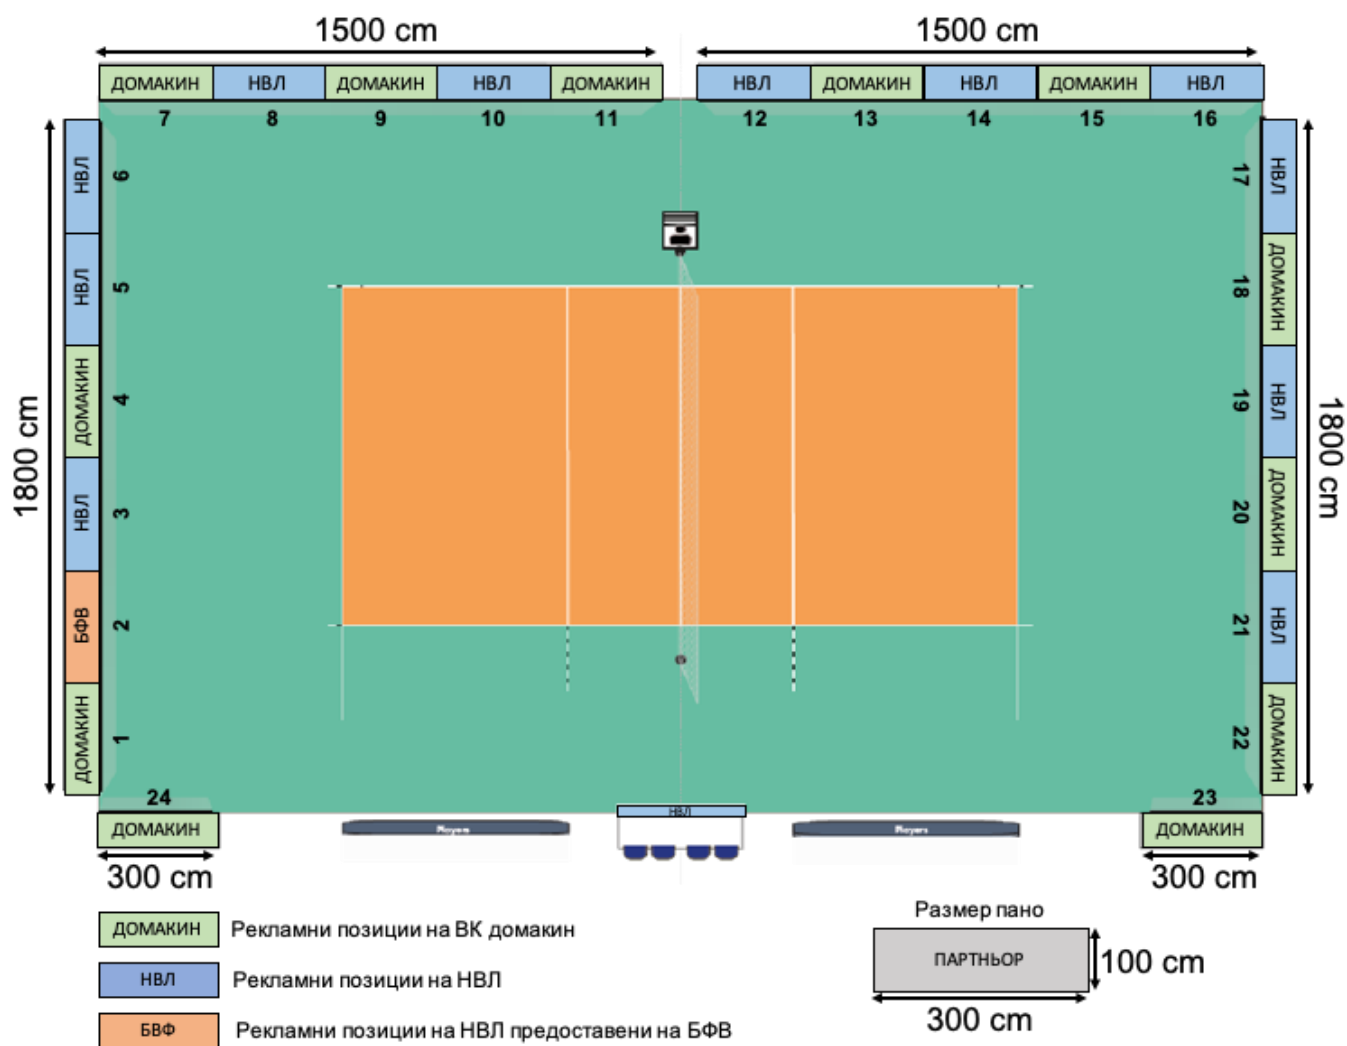 1500 cm 1500 cm
ДОМАКИН НВЛ ДОМАКИН НВЛ ДОМАКИН НВЛ ДОМАКИН НВЛ ДОМАКИН НВЛ
7 8 9 10 11 12 13 14 15 16
1800 cm
НВЛ 6
НВЛ 5
ДОМАКИН 4
НВЛ 3
БФВ 2
ДОМАКИН 1
17 НВЛ
18 ДОМАКИН
19 НВЛ
20 ДОМАКИН
21 НВЛ
22 ДОМАКИН
1800 cm
24 23
ДОМАКИН Players НВЛ Players ДОМАКИН
300 cm 300 cm
ДОМАКИН Рекламни позиции на ВК домакин
НВЛ Рекламни позиции на НВЛ
БВФ Рекламни позиции на НВЛ предоставени на БФВ
Размер пано
ПАРТНЬОР 100 cm
300 cm